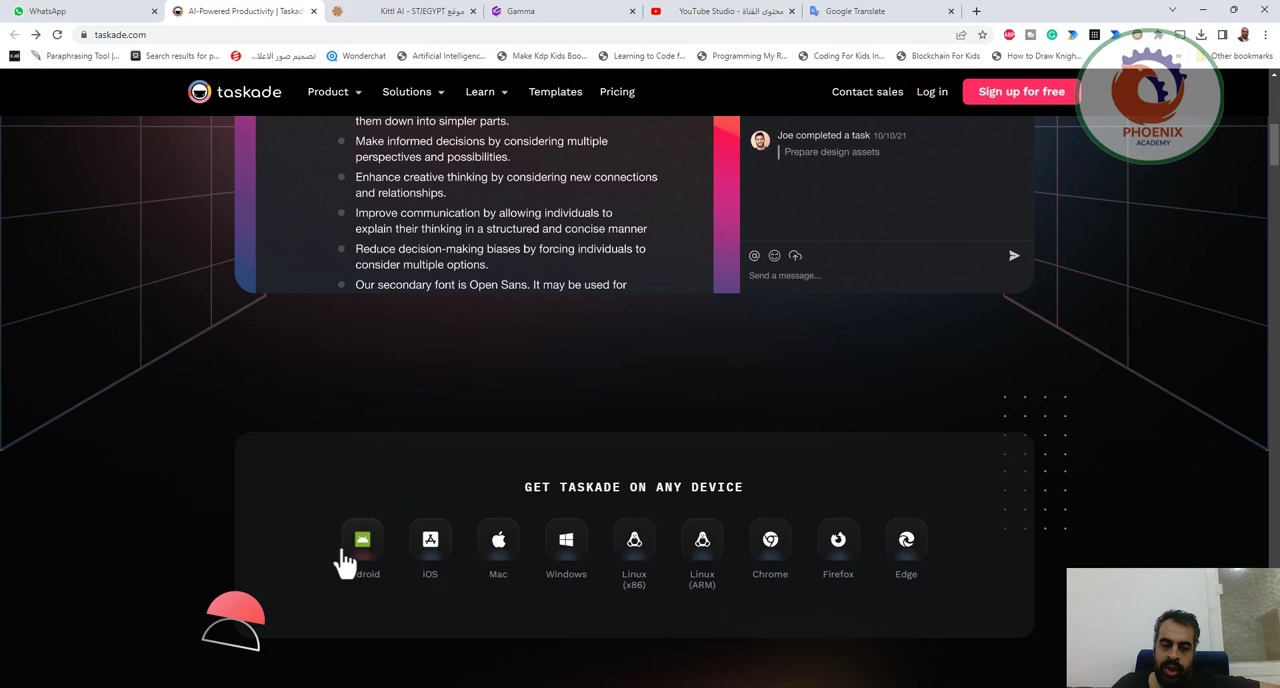 WhatsApp
AI-Powered Productivity | Taskad
موقع Kittl AI - STJEGYPT
Gamma
YouTube Studio - محتوى القناة
Google Translate
taskade.com
.al
Paraphrasing Tool |...
Search results for p...
تصميم صور الاعلا...
Wonderchat
Artificial Intelligenc...
Make Kdp Kids Boo...
Learning to Code f...
Programming My R...
Coding For Kids In...
Blockchain For Kids
How to Draw Knigh...
Other bookmarks
taskade
Product
Solutions
Learn
Templates
Pricing
Contact sales
Log in
Sign up for free
PHOENIX
ACADEMY
them down into simpler parts.
Make informed decisions by considering multiple
perspectives and possibilities.
Enhance creative thinking by considering new connections
and relationships.
Improve communication by allowing individuals to
explain their thinking in a structured and concise manner
Reduce decision-making biases by forcing individuals to
consider multiple options.
Our secondary font is Open Sans. It may be used for
Joe completed a task 10/10/21
Prepare design assets
Send a message...
GET TASKADE ON ANY DEVICE
droid
iOS
Mac
Windows
Linux
(x86)
Linux
(ARM)
Chrome
Firefox
Edge